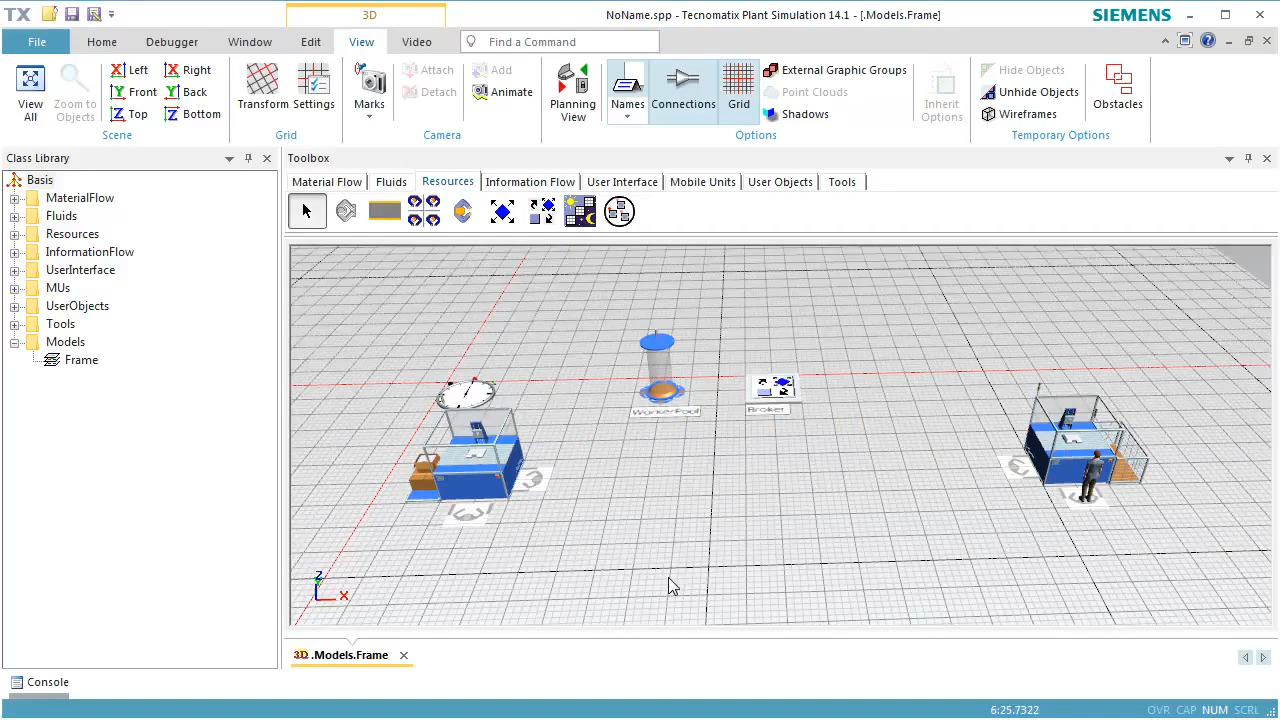 TX
3D
NoName.spp - Tecnomatix Plant Simulation 14.1 - [.Models.Frame]
SIEMENS
File
Home
Debugger
Window
Edit
View
Video
Find a Command
View All
Zoom to Objects
Left
Front
Top
Right
Back
Bottom
Scene
Transform
Settings
Grid
Marks
Attach
Detach
Add
Animate
Camera
Planning View
Names
Connections
Grid
External Graphic Groups
Point Clouds
Shadows
Inherit Options
Options
Hide Objects
Unhide Objects
Wireframes
Obstacles
Temporary Options
Class Library
Basis
MaterialFlow
Fluids
Resources
InformationFlow
UserInterface
MUs
UserObjects
Tools
Models
Frame
Toolbox
Material Flow
Fluids
Resources
Information Flow
User Interface
Mobile Units
User Objects
Tools
WorkerPool
Broker
Z
X
3D .Models.Frame
Console
6:25.7322
OVR CAP NUM SCRL